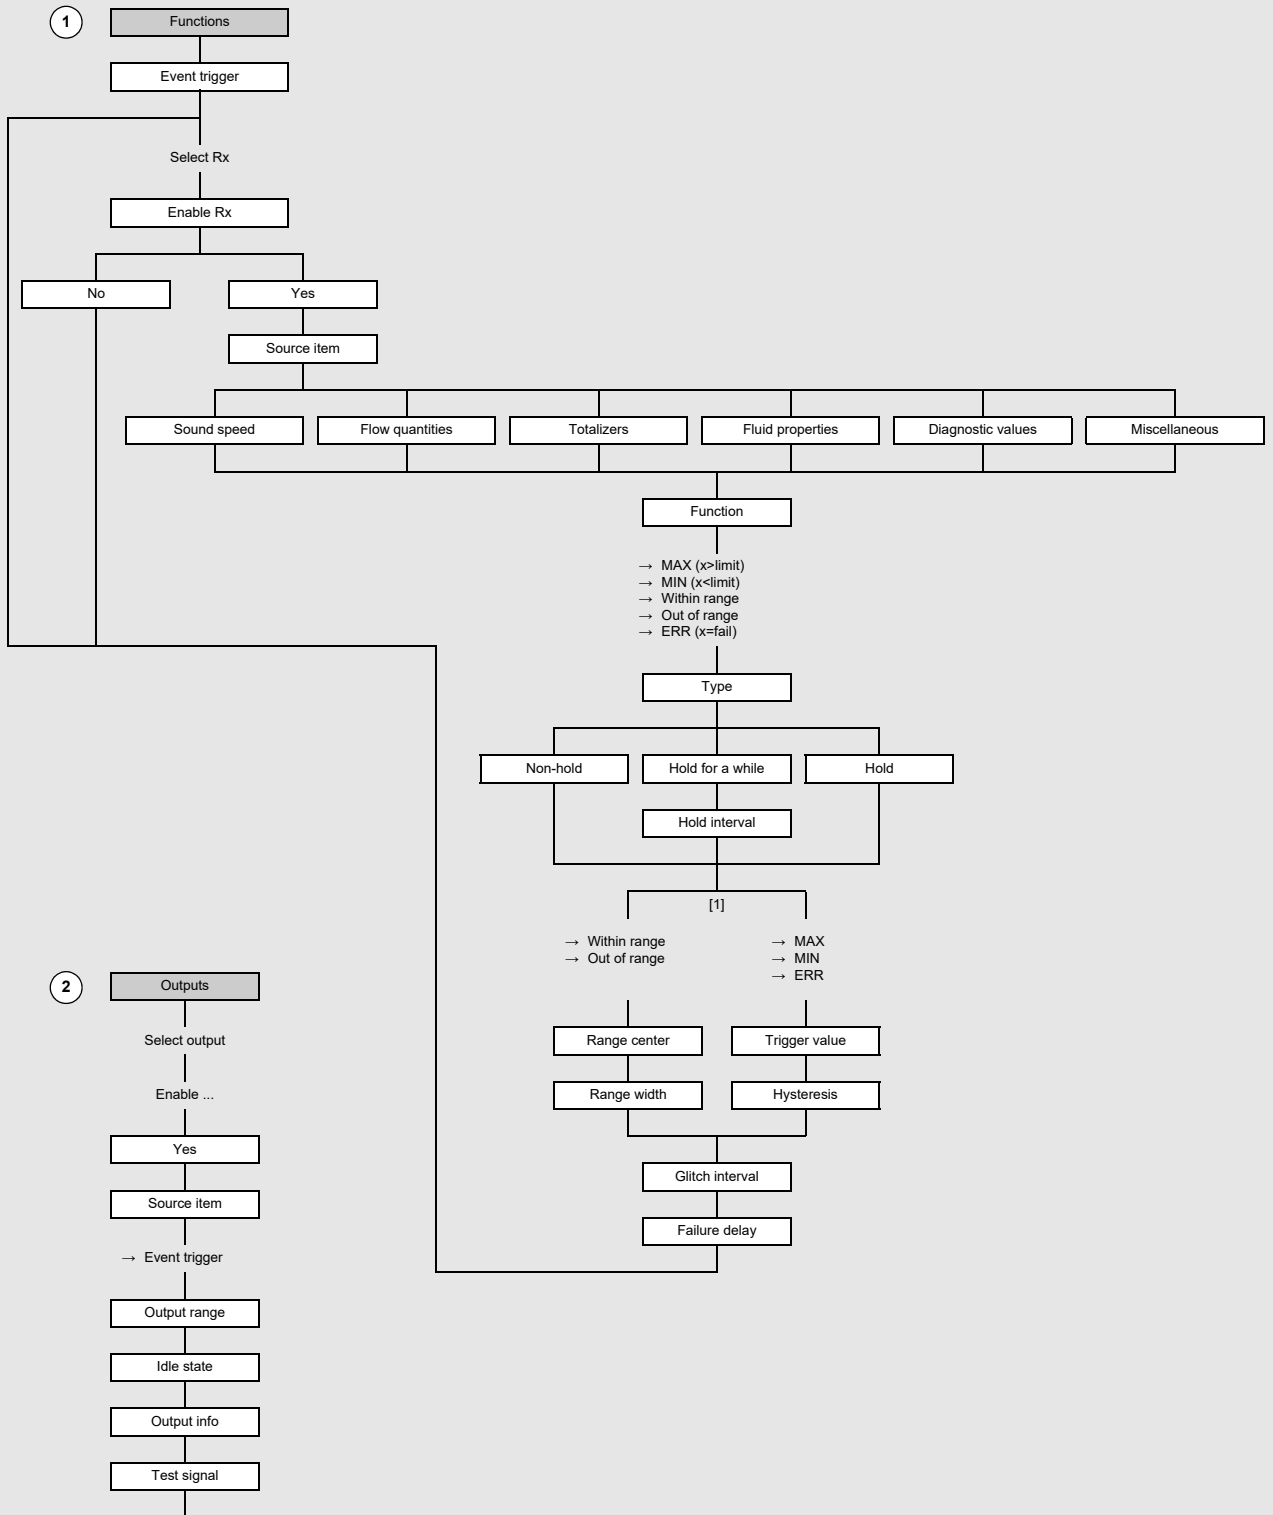 1
Functions
Event trigger
Select Rx
Enable Rx
No
Yes
Source item
Sound speed
Flow quantities
Totalizers
Fluid properties
Diagnostic values
Miscellaneous
Function
→ MAX (x>limit)
→ MIN (x<limit)
→ Within range
→ Out of range
→ ERR (x=fail)
Type
Non-hold
Hold for a while
Hold
Hold interval
[1]
→ Within range
→ Out of range
→ MAX
→ MIN
→ ERR
Range center
Trigger value
Range width
Hysteresis
Glitch interval
Failure delay
2
Outputs
Select output
Enable ...
Yes
Source item
→ Event trigger
Output range
Idle state
Output info
Test signal